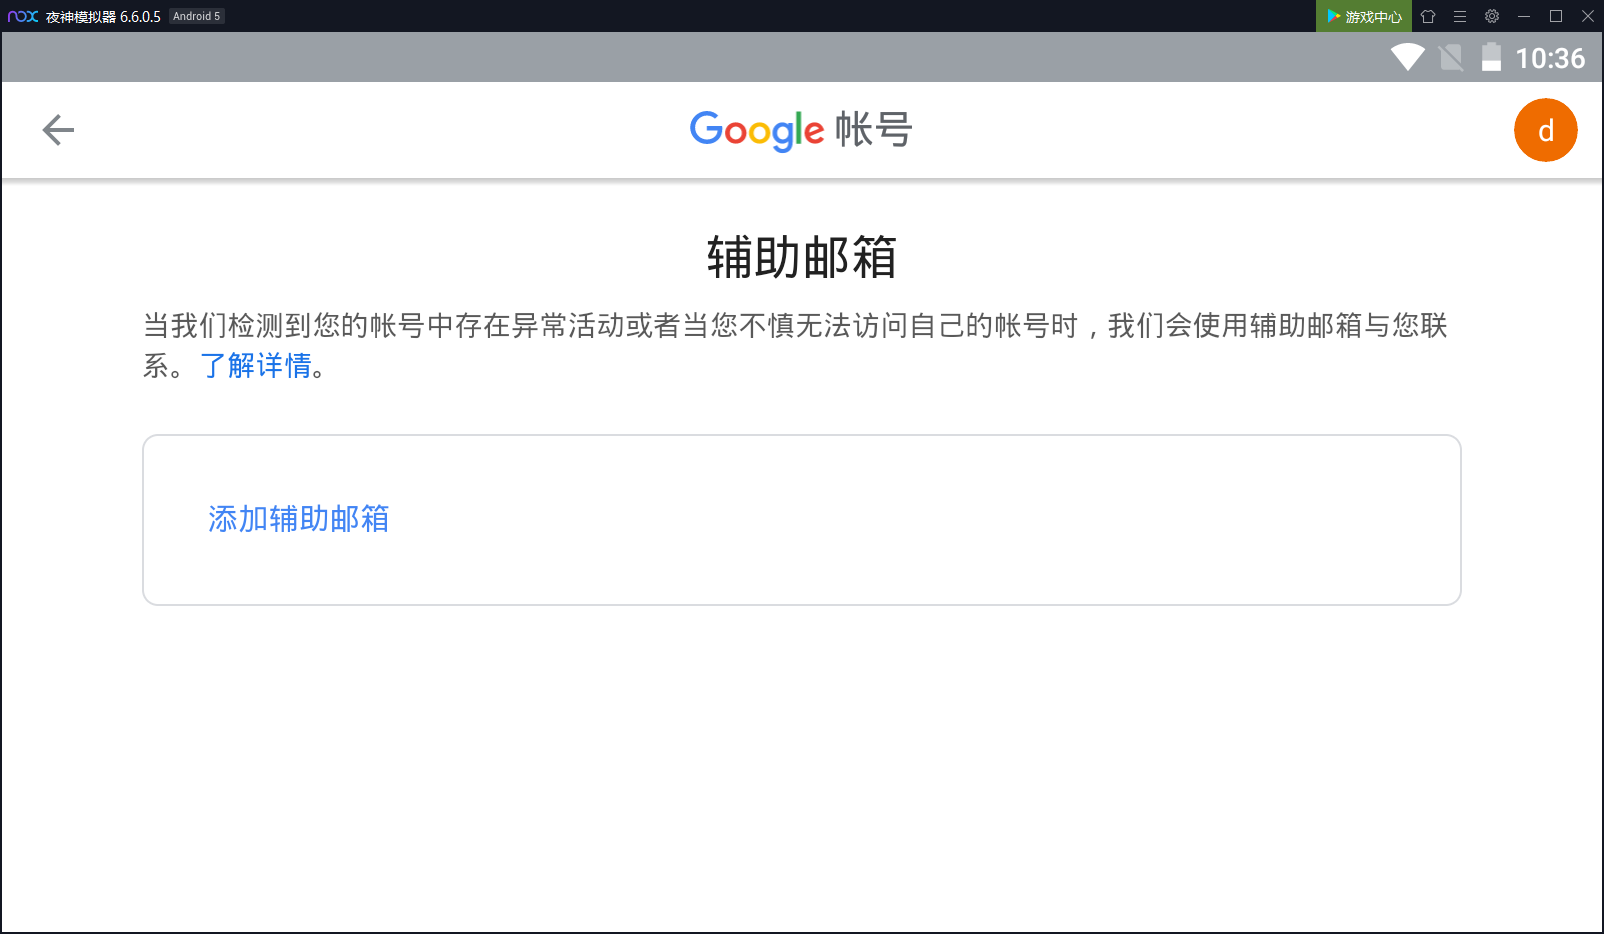 nox 夜神模拟器 6.6.0.5 Android 5 游戏中心
10:36
Google 帐号
d
辅助邮箱
当我们检测到您的帐号中存在异常活动或者当您不慎无法访问自己的帐号时，我们会使用辅助邮箱与您联
系。了解详情。
添加辅助邮箱